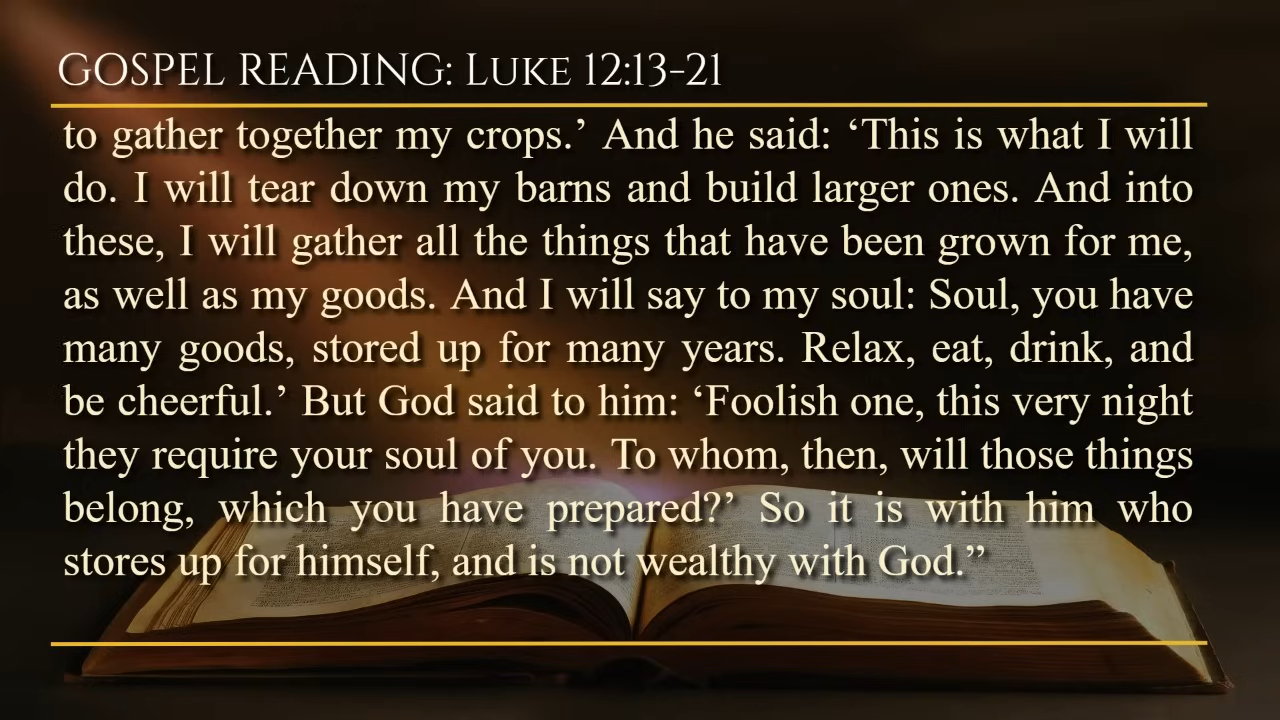 GOSPEL READING: LUKE 12:13-21
to gather together my crops.’ And he said: ‘This is what I will
do. I will tear down my barns and build larger ones. And into
these, I will gather all the things that have been grown for me,
as well as my goods. And I will say to my soul: Soul, you have
many goods, stored up for many years. Relax, eat, drink, and
be cheerful.’ But God said to him: ‘Foolish one, this very night
they require your soul of you. To whom, then, will those things
belong, which you have prepared?’ So it is with him who
stores up for himself, and is not wealthy with God.”